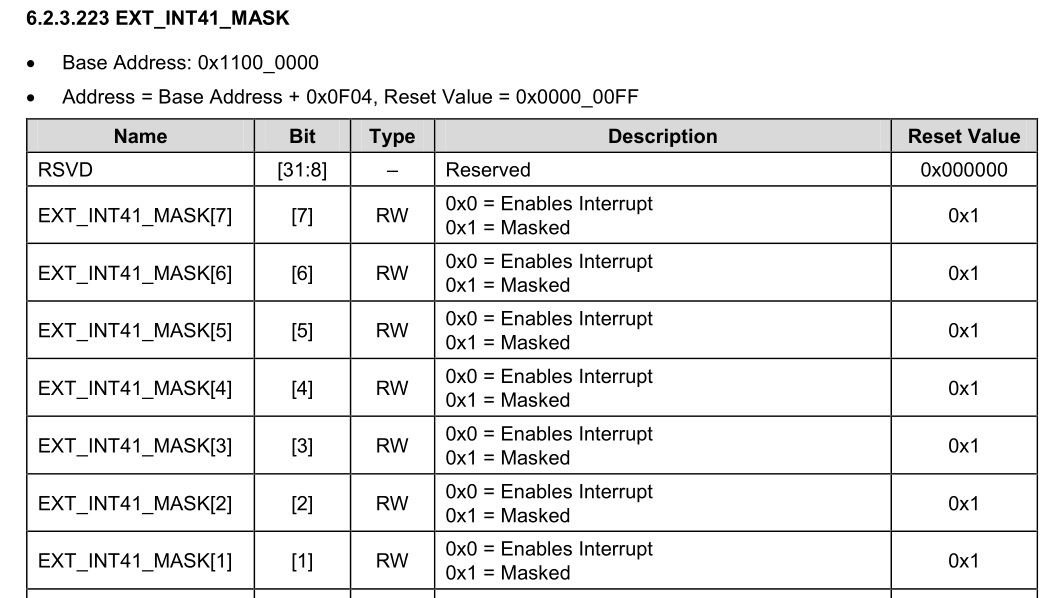 6.2.3.223 EXT_INT41_MASK
• Base Address: 0x1100_0000
• Address = Base Address + 0x0F04, Reset Value = 0x0000_00FF
Name Bit Type Description Reset Value
RSVD [31:8] – Reserved 0x000000
EXT_INT41_MASK[7] [7] RW 0x0 = Enables Interrupt
0x1 = Masked 0x1
EXT_INT41_MASK[6] [6] RW 0x0 = Enables Interrupt
0x1 = Masked 0x1
EXT_INT41_MASK[5] [5] RW 0x0 = Enables Interrupt
0x1 = Masked 0x1
EXT_INT41_MASK[4] [4] RW 0x0 = Enables Interrupt
0x1 = Masked 0x1
EXT_INT41_MASK[3] [3] RW 0x0 = Enables Interrupt
0x1 = Masked 0x1
EXT_INT41_MASK[2] [2] RW 0x0 = Enables Interrupt
0x1 = Masked 0x1
EXT_INT41_MASK[1] [1] RW 0x0 = Enables Interrupt
0x1 = Masked 0x1